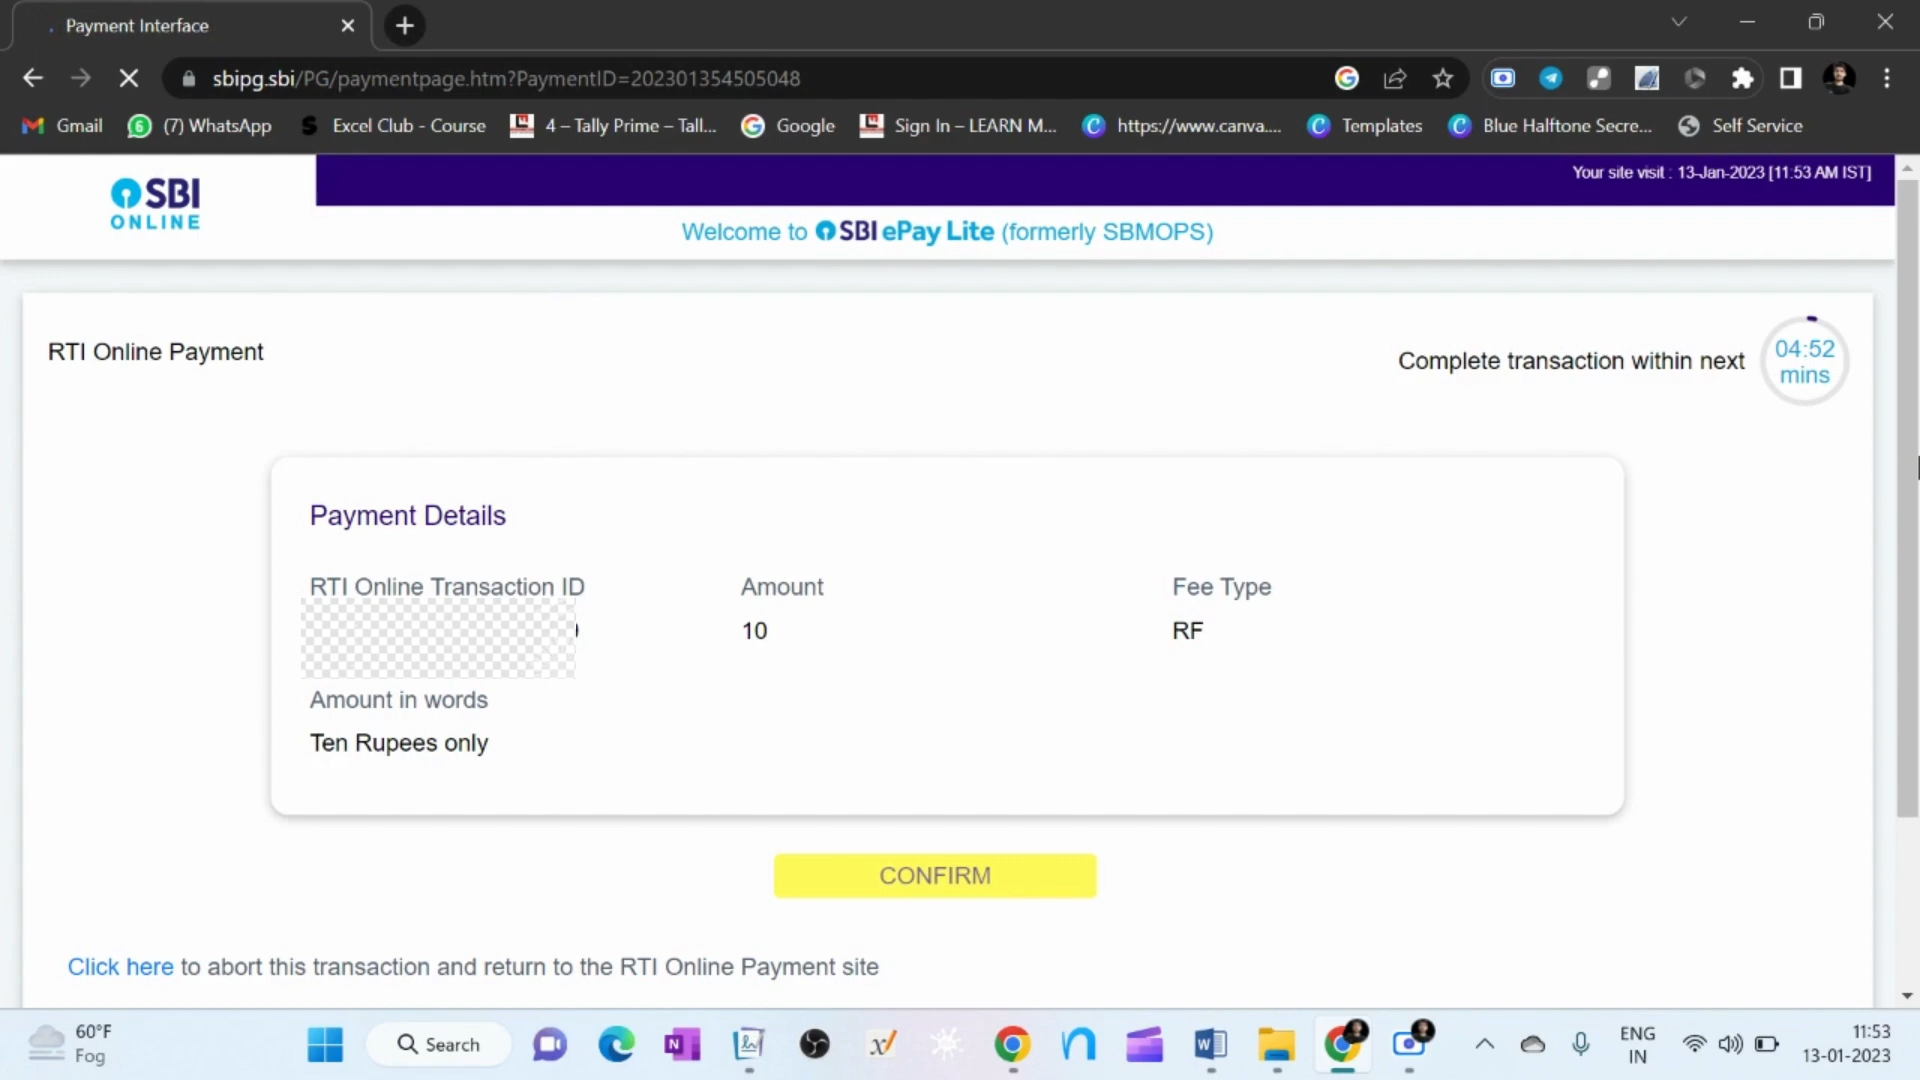 Payment Interface
sbipg.sbi/PG/paymentpage.htm?PaymentID=202301354505048
Gmail
(7) WhatsApp
Excel Club - Course
4 – Tally Prime – Tall...
Google
Sign In – LEARN M...
https://www.canva....
Templates
Blue Halftone Secre...
Self Service
Your site visit : 13-Jan-2023 [11:53 AM IST]
SBI
ONLINE
Welcome to SBI ePay Lite (formerly SBMOPS)
RTI Online Payment
Complete transaction within next
04:52
mins
Payment Details
RTI Online Transaction ID
Amount
Fee Type
10
RF
Amount in words
Ten Rupees only
CONFIRM
Click here to abort this transaction and return to the RTI Online Payment site
60°F
Fog
Search
ENG
IN
11:53
13-01-2023